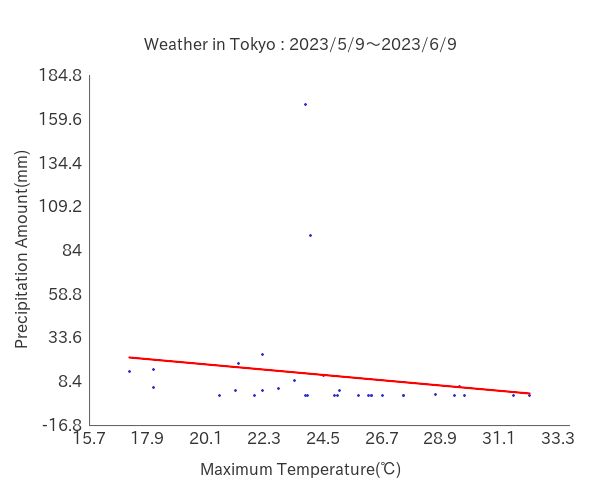 Weather in Tokyo : 2023/5/9～2023/6/9
184.8
159.6
134.4
109.2
84
58.8
33.6
8.4
-16.8
Precipitation Amount(mm)
15.7 17.9 20.1 22.3 24.5 26.7 28.9 31.1 33.3
Maximum Temperature(℃)